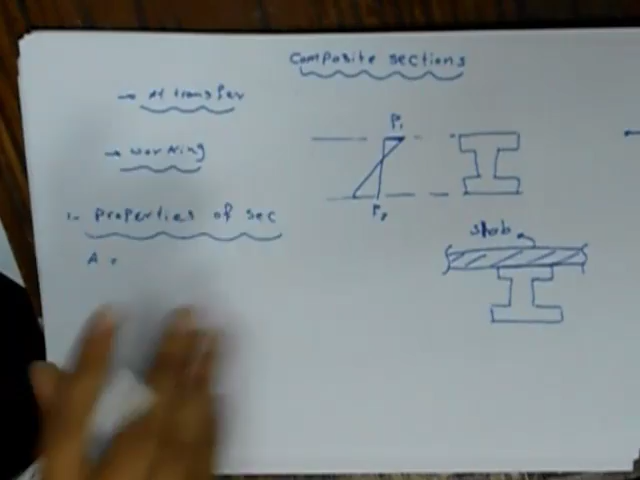 Composite sections
→ At transfer
→ working
P1
P2
1- Properties of sec
slab
A =